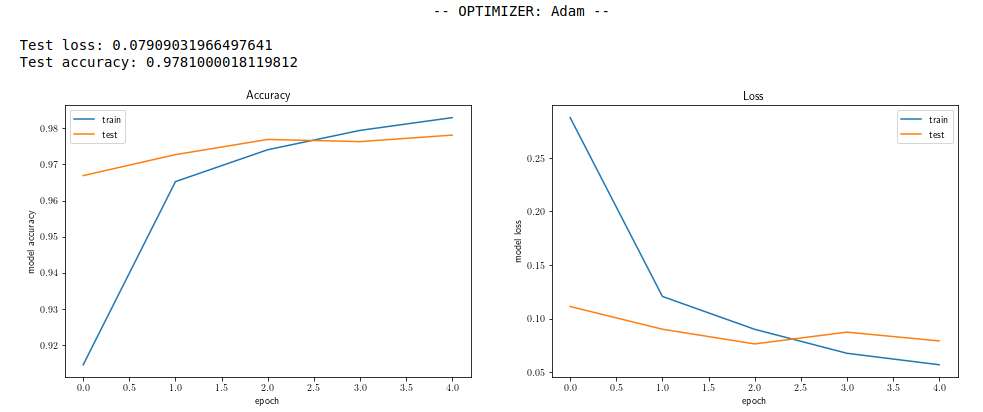 -- OPTIMIZER: Adam --
Test loss: 0.07909031966497641
Test accuracy: 0.9781000018119812
Accuracy
train
test
0.98
0.97
0.96
0.95
0.94
0.93
0.92
model accuracy
0.0 0.5 1.0 1.5 2.0 2.5 3.0 3.5 4.0
epoch
Loss
train
test
0.25
0.20
0.15
0.10
0.05
model loss
0.0 0.5 1.0 1.5 2.0 2.5 3.0 3.5 4.0
epoch